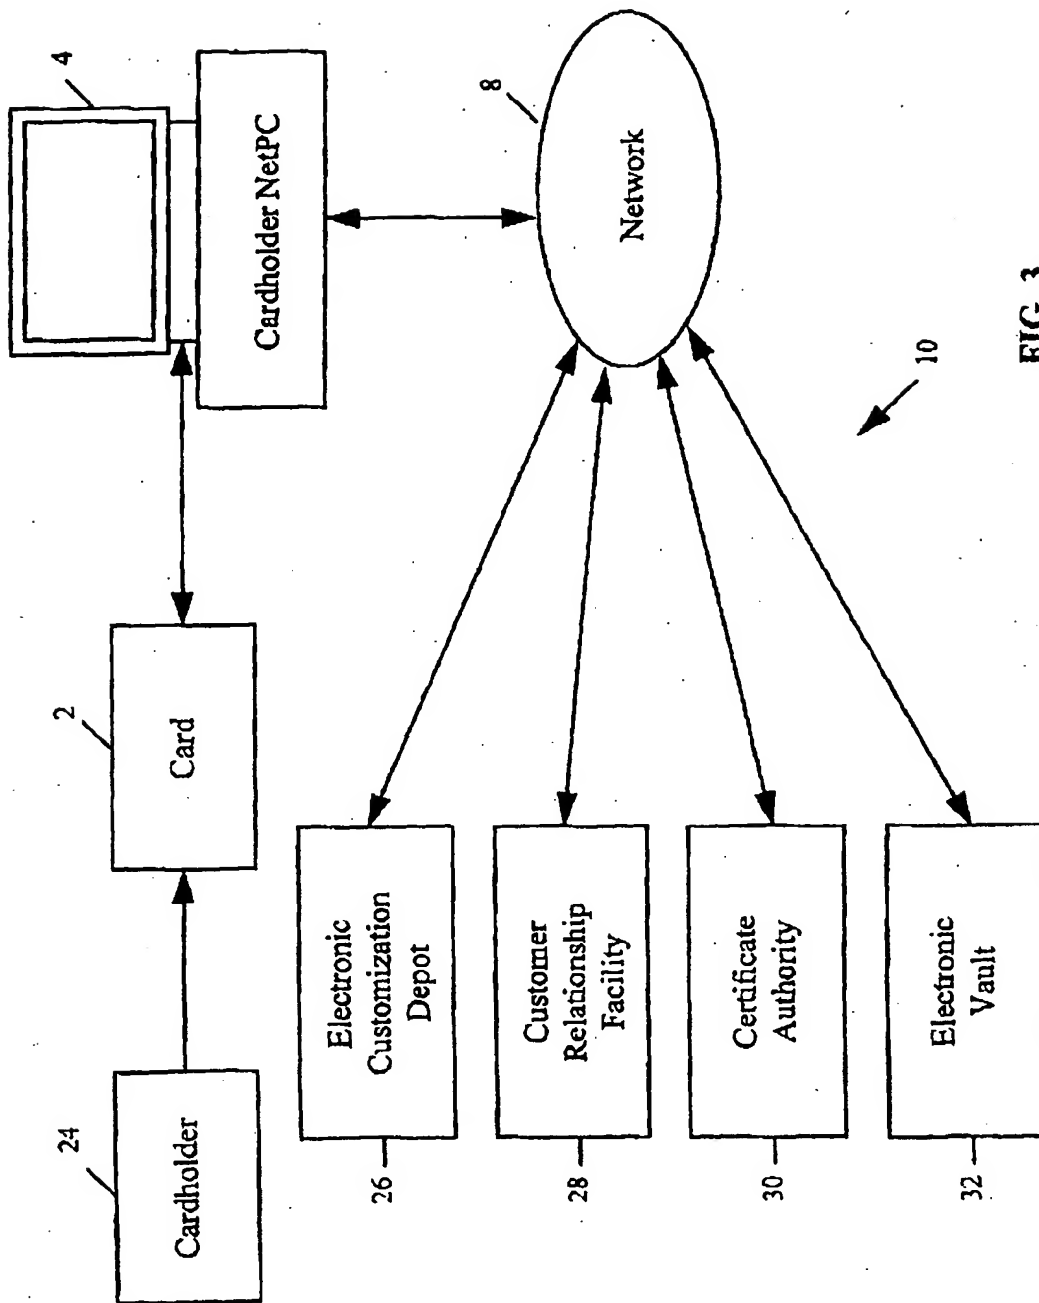 24
Cardholder
2
Card
4
Cardholder NetPC
26
Electronic
Customization
Depot
28
Customer
Relationship
Facility
30
Certificate
Authority
32
Electronic
Vault
8
Network
10
FIG. 3